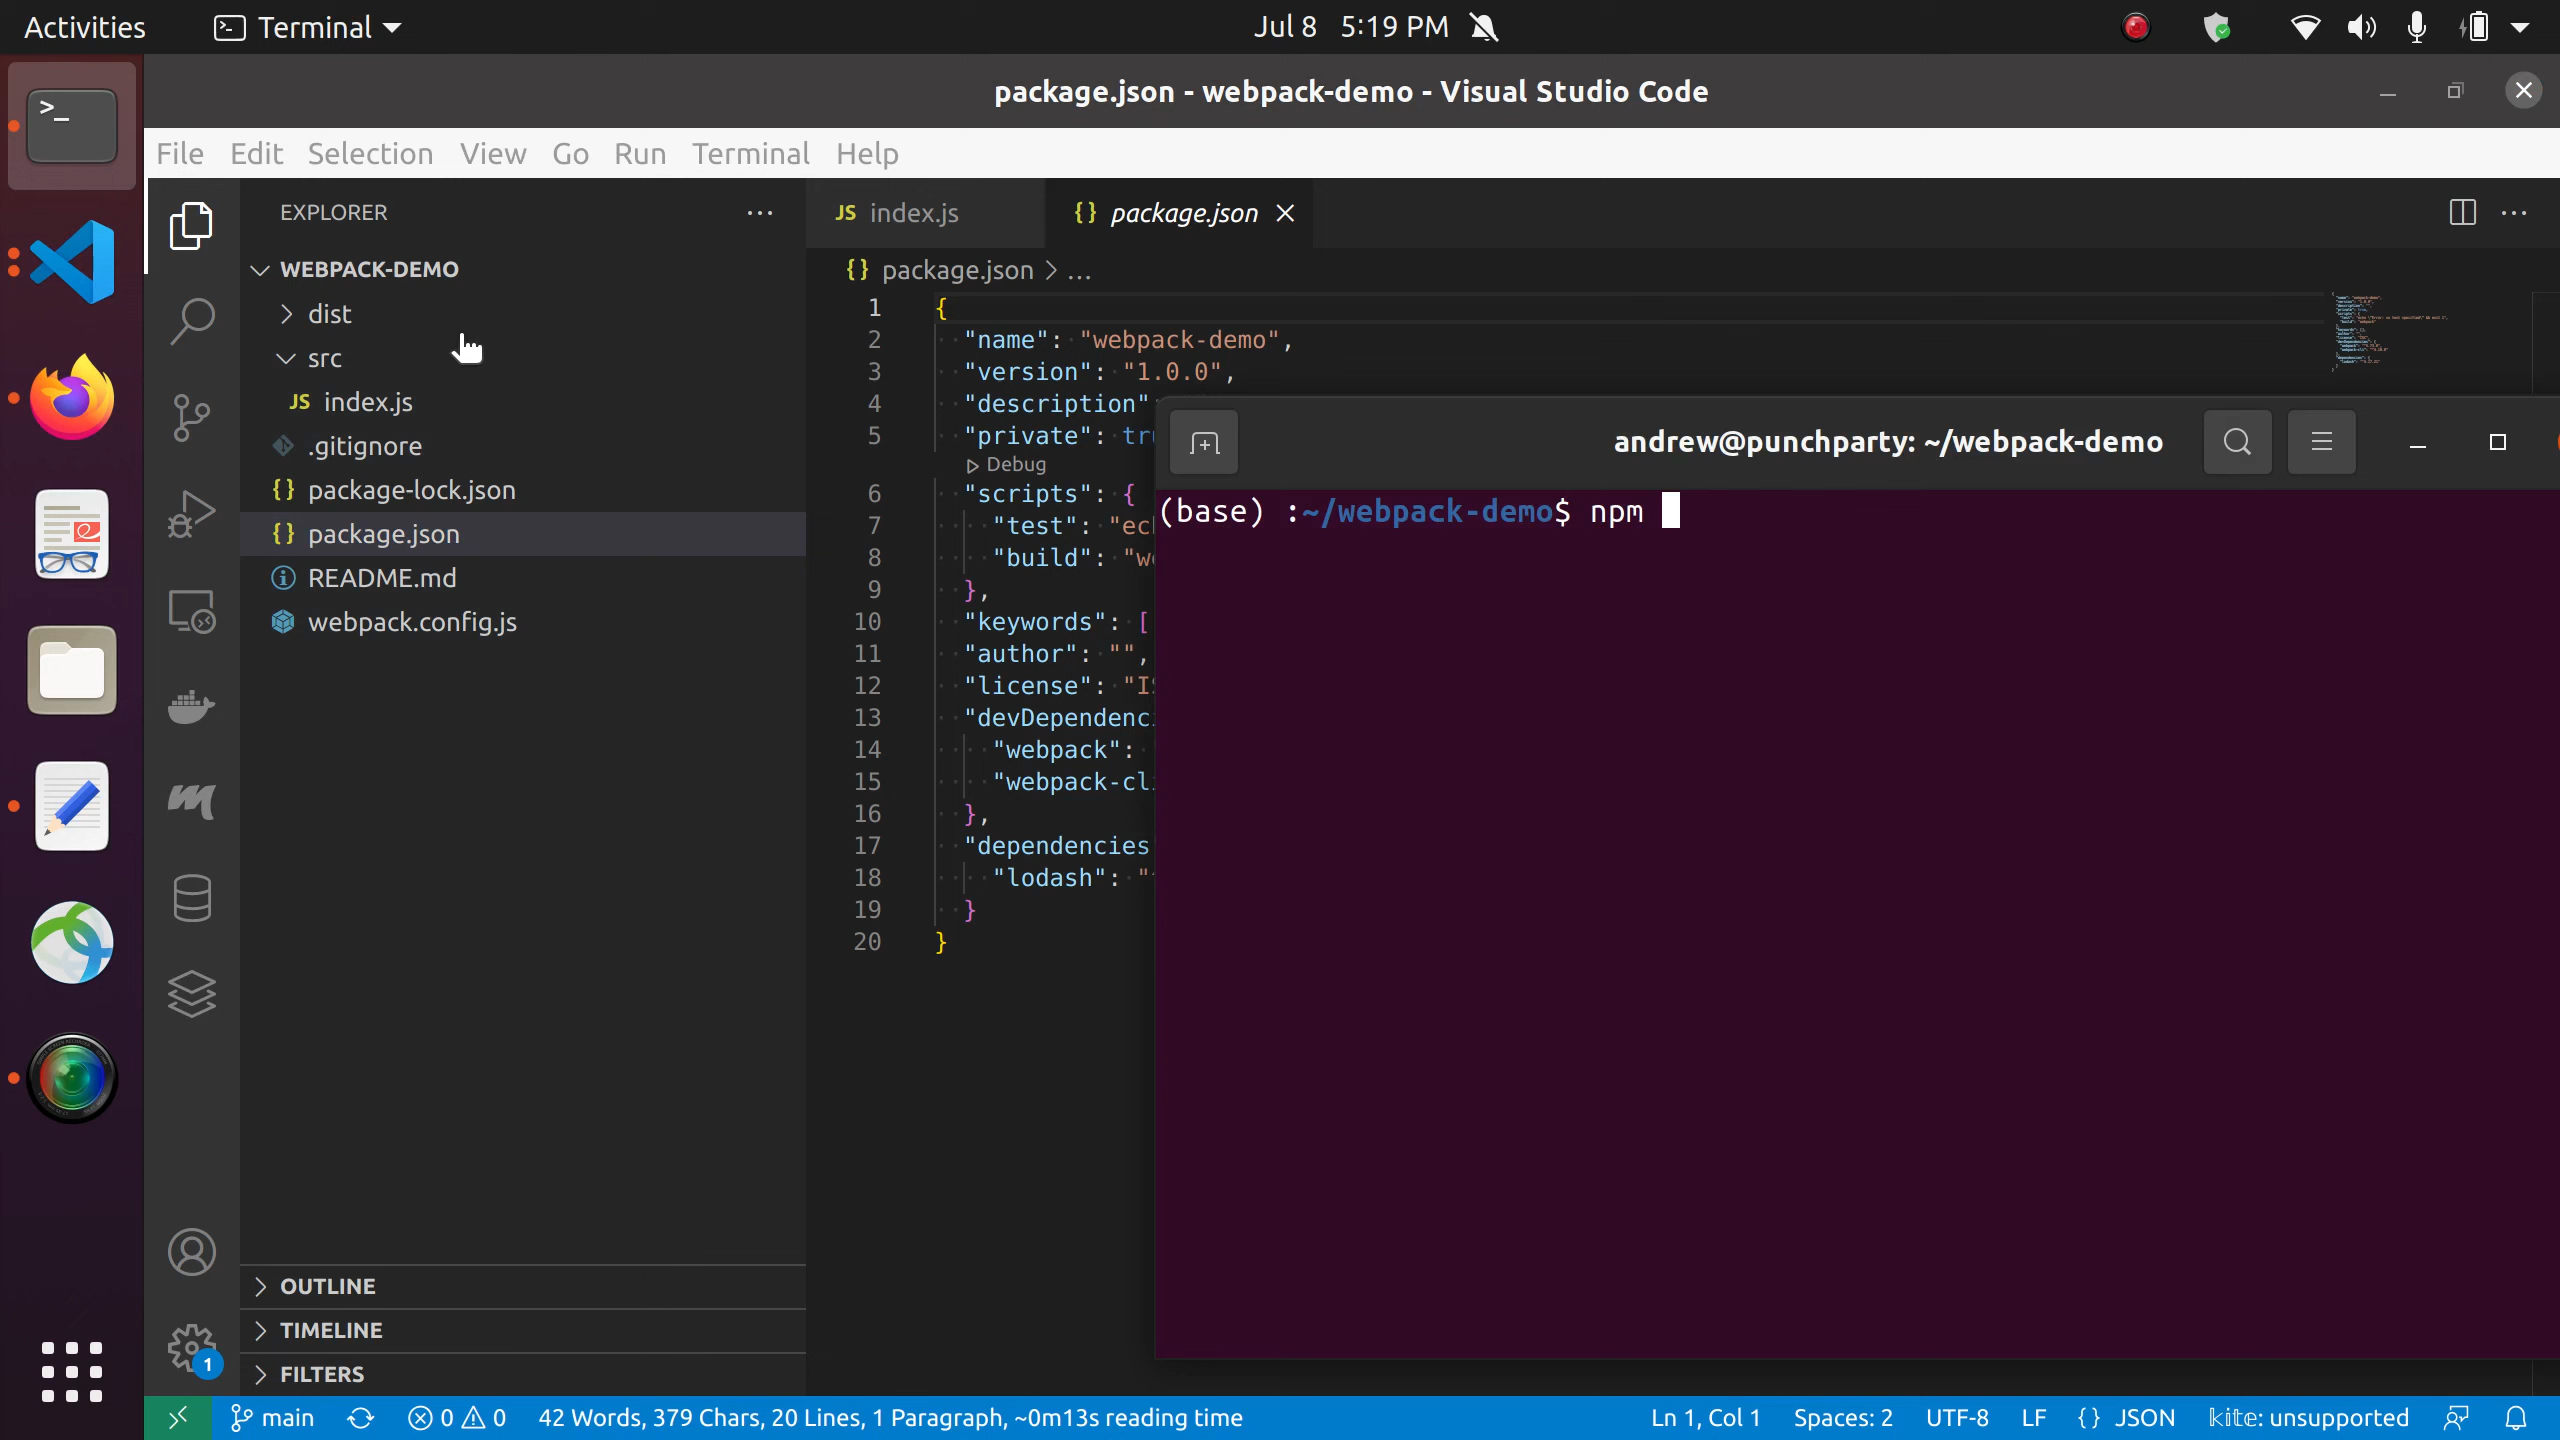 Activities
Terminal
Jul 8 5:19 PM
package.json - webpack-demo - Visual Studio Code
File Edit Selection View Go Run Terminal Help
EXPLORER
WEBPACK-DEMO
dist
src
JS index.js
.gitignore
{} package-lock.json
{} package.json
README.md
webpack.config.js
OUTLINE
TIMELINE
FILTERS
1
JS index.js
{} package.json
{} package.json > ...
1 {
2 "name": "webpack-demo",
3 "version": "1.0.0",
4 "description"
5 "private":
Debug
6 "scripts": {
7 "test":
8 "build":
9 },
10 "keywords": [
11 "author": "",
12 "license":
13
14 "webpack":
15
16 },
17 "dependencies
18 "lodash": "
19 }
20 }
andrew@punchparty: ~/webpack-demo
(base) :~/webpack-demo$ npm
main 0 0 42 Words, 379 Chars, 20 Lines, 1 Paragraph, ~0m13s reading time Ln 1, Col 1 Spaces: 2 UTF-8 LF {} JSON kite: unsupported